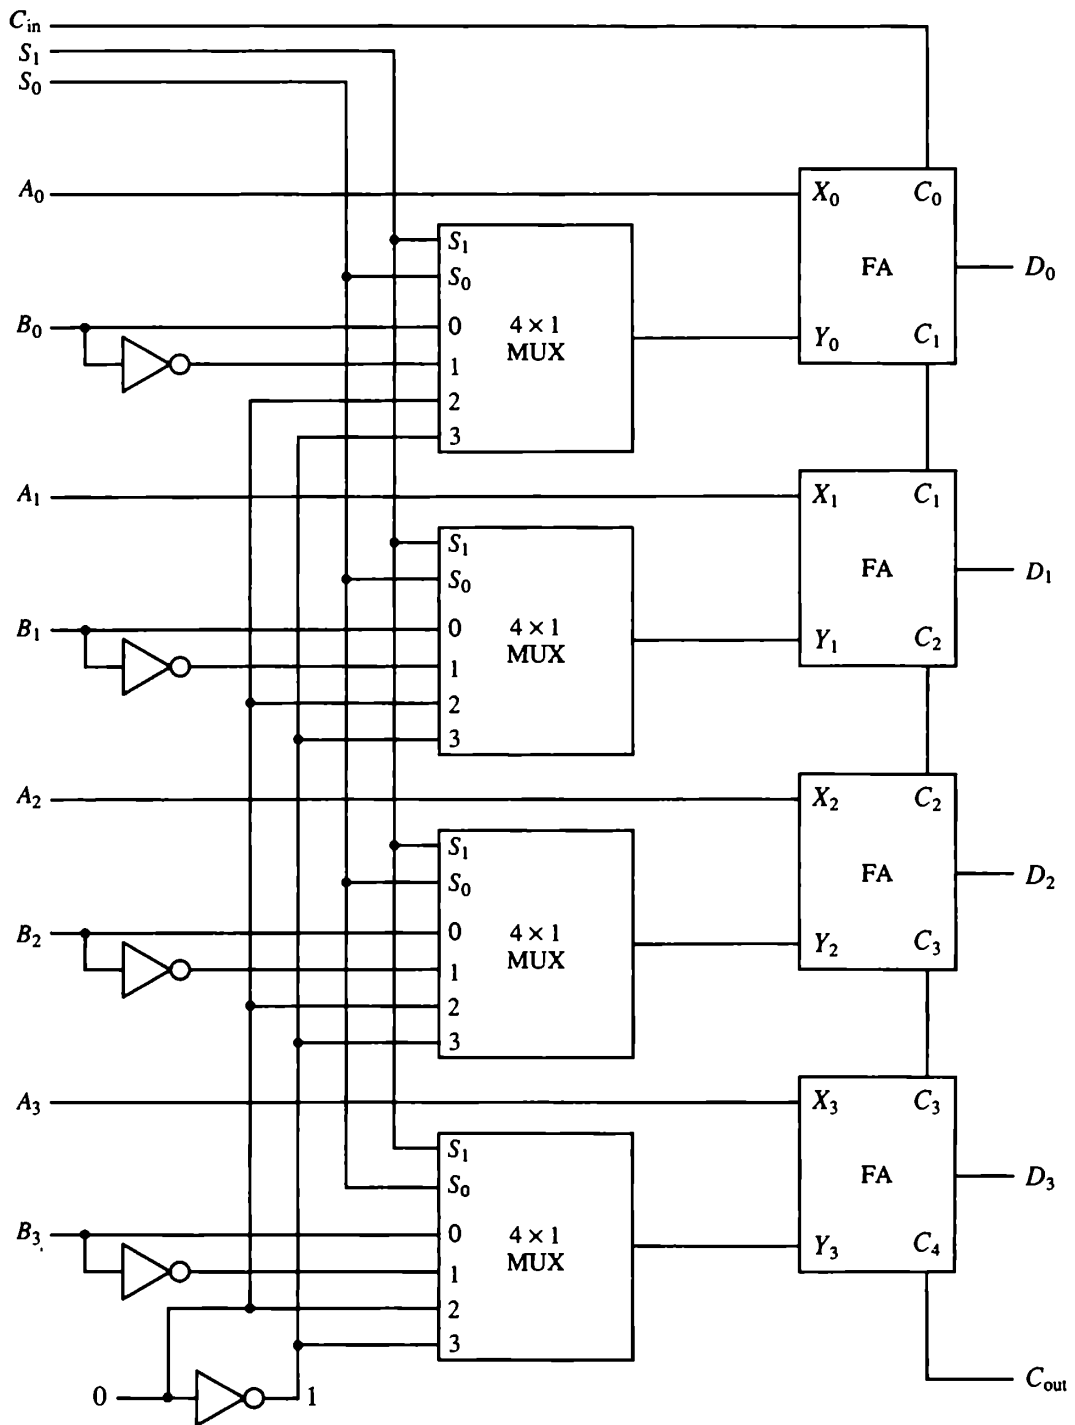 C_in
S_1
S_0
A_0
X_0 C_0
S_1
FA
D_0
S_0
B_0
0
4 × 1
MUX
Y_0 C_1
1
2
3
A_1
X_1 C_1
S_1
FA
D_1
S_0
B_1
0
4 × 1
MUX
Y_1 C_2
1
2
3
A_2
X_2 C_2
S_1
FA
D_2
S_0
B_2
0
4 × 1
MUX
Y_2 C_3
1
2
3
A_3
X_3 C_3
S_1
FA
D_3
S_0
B_3
0
4 × 1
MUX
Y_3 C_4
1
2
3
0
1
C_out